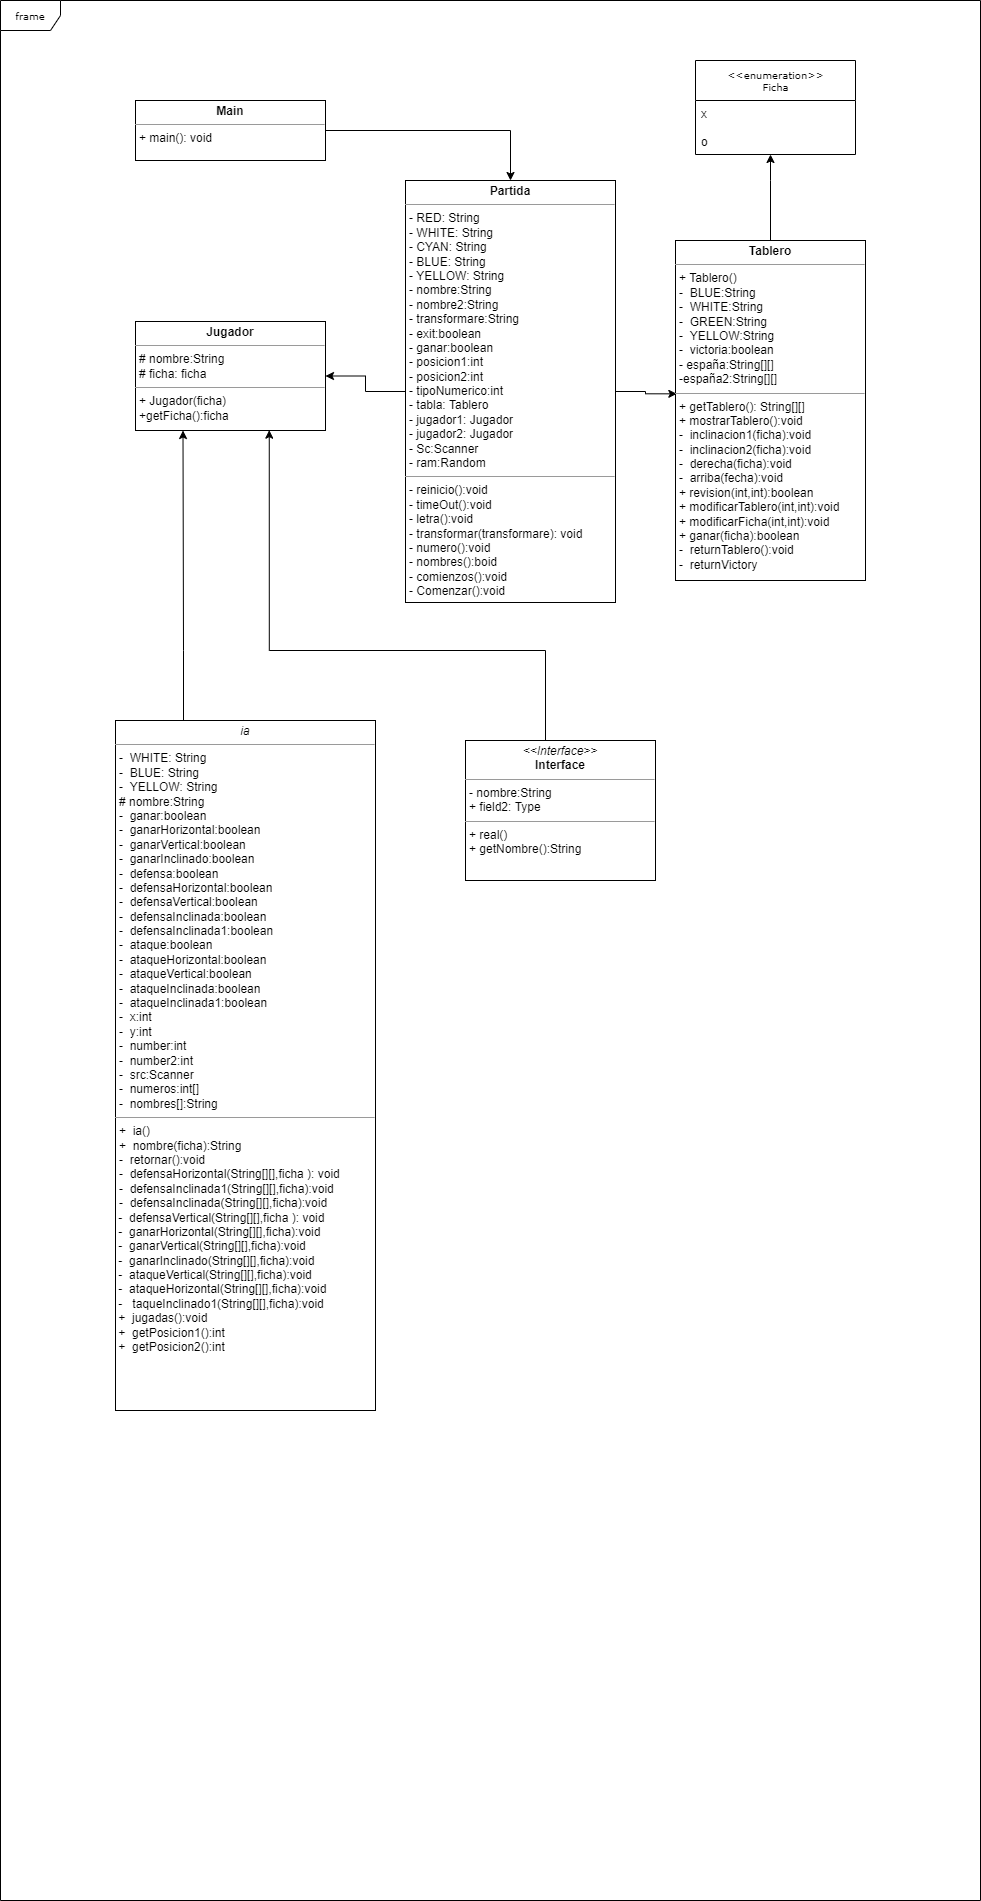 frame
<<enumeration>>
Ficha
x
o
Main
+ main(): void
Partida
- RED: String
- WHITE: String
- CYAN: String
- BLUE: String
- YELLOW: String
- nombre:String
- nombre2:String
- transformare:String
- exit:boolean
- ganar:boolean
- posicion1:int
- posicion2:int
- tipoNumerico:int
- tabla: Tablero
- jugador1: Jugador
- jugador2: Jugador
- Sc:Scanner
- ram:Random
- reinicio():void
- timeOut():void
- letra():void
- transformar(transformare): void
- numero():void
- nombres():boid
- comienzos():void
- Comenzar():void
Tablero
+ Tablero()
- BLUE:String
- WHITE:String
- GREEN:String
- YELLOW:String
- victoria:boolean
- españa:String[][]
-españa2:String[][]
+ getTablero(): String[][]
+ mostrarTablero():void
- inclinacion1(ficha):void
- inclinacion2(ficha):void
- derecha(ficha):void
- arriba(fecha):void
+ revision(int,int):boolean
+ modificarTablero(int,int):void
+ modificarFicha(int,int):void
+ ganar(ficha):boolean
- returnTablero():void
- returnVictory
Jugador
# nombre:String
# ficha: ficha
+ Jugador(ficha)
+getFicha():ficha
ia
- WHITE: String
- BLUE: String
- YELLOW: String
# nombre:String
- ganar:boolean
- ganarHorizontal:boolean
- ganarVertical:boolean
- ganarInclinado:boolean
- defensa:boolean
- defensaHorizontal:boolean
- defensaVertical:boolean
- defensaInclinada:boolean
- defensaInclinada1:boolean
- ataque:boolean
- ataqueHorizontal:boolean
- ataqueVertical:boolean
- ataqueInclinada:boolean
- ataqueInclinada1:boolean
- x:int
- y:int
- number:int
- number2:int
- src:Scanner
- numeros:int[]
- nombres[]:String
+ ia()
+ nombre(ficha):String
- retornar():void
- defensaHorizontal(String[][],ficha ): void
- defensaInclinada1(String[][],ficha):void
- defensaInclinada(String[][],ficha):void
- defensaVertical(String[][],ficha ): void
- ganarHorizontal(String[][],ficha):void
- ganarVertical(String[][],ficha):void
- ganarInclinado(String[][],ficha):void
- ataqueVertical(String[][],ficha):void
- ataqueHorizontal(String[][],ficha):void
- taqueInclinado1(String[][],ficha):void
+ jugadas():void
+ getPosicion1():int
+ getPosicion2():int
<<Interface>>
Interface
- nombre:String
+ field2: Type
+ real()
+ getNombre():String